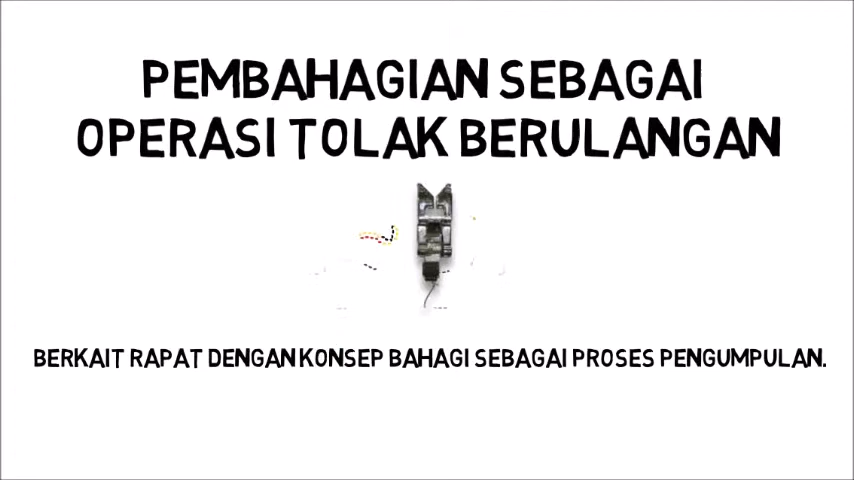 PEMBAHAGIAN SEBAGAI
OPERASI TOLAK BERULANGAN
BERKAIT RAPAT DENGAN KONSEP BAHAGI SEBAGAI PROSES PENGUMPULAN.